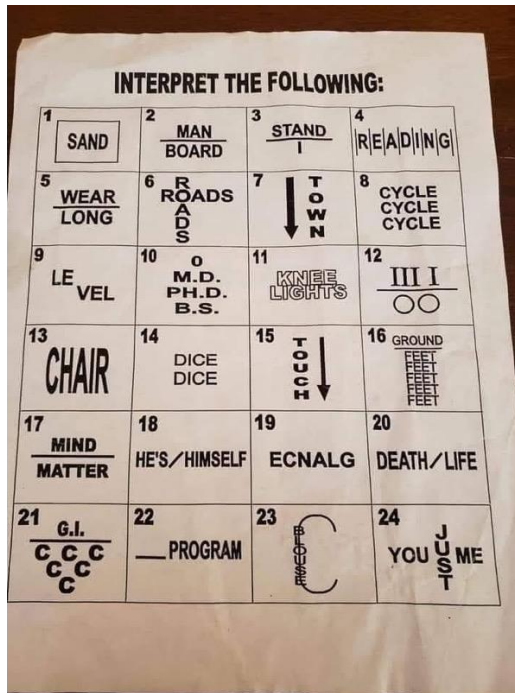 INTERPRET THE FOLLOWING:
1
SAND
2
MAN
BOARD
3
STAND
I
4
R|E|A|D|I|N|G
5
WEAR
LONG
6
R
ROADS
A
D
S
7
T
O
W
N
8
CYCLE
CYCLE
CYCLE
9
LE
VEL
10
O
M.D.
PH.D.
B.S.
11
KNEE
LIGHTS
12
III I
OO
13
CHAIR
14
DICE
DICE
15
T
O
U
C
H
16
GROUND
FEET
FEET
FEET
FEET
FEET
FEET
17
MIND
MATTER
18
HE'S/HIMSELF
19
ECNALG
20
DEATH/LIFE
21
G.I.
C C C
C C
C
22
___PROGRAM
23
BLOUSE
24
J
YOU U ME
S
T